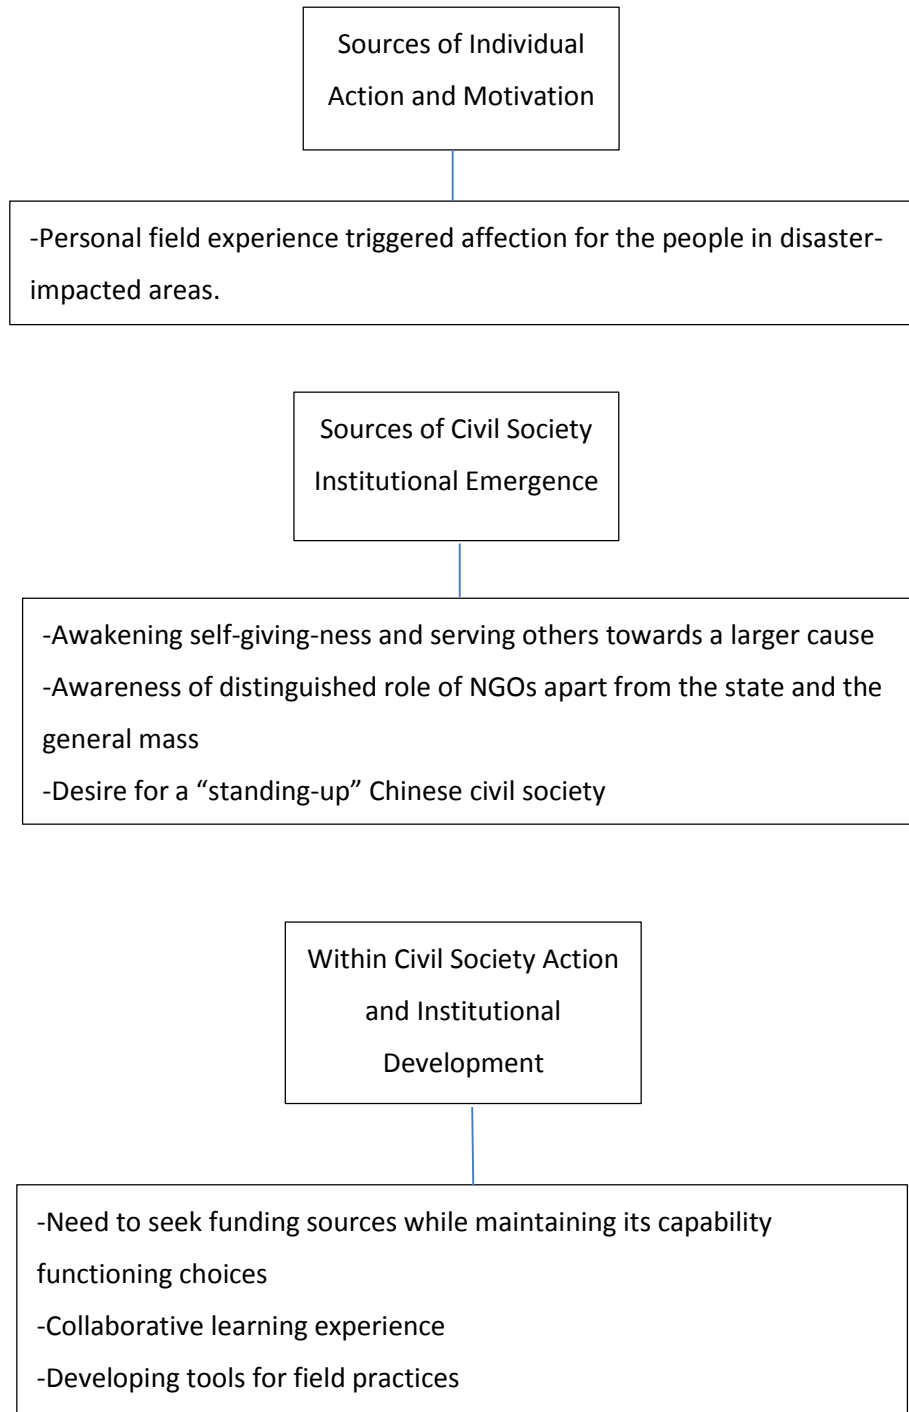 Sources of Individual
Action and Motivation
-Personal field experience triggered affection for the people in disaster-
impacted areas.
Sources of Civil Society
Institutional Emergence
-Awakening self-giving-ness and serving others towards a larger cause
-Awareness of distinguished role of NGOs apart from the state and the
general mass
-Desire for a “standing-up” Chinese civil society
Within Civil Society Action
and Institutional
Development
-Need to seek funding sources while maintaining its capability
functioning choices
-Collaborative learning experience
-Developing tools for field practices